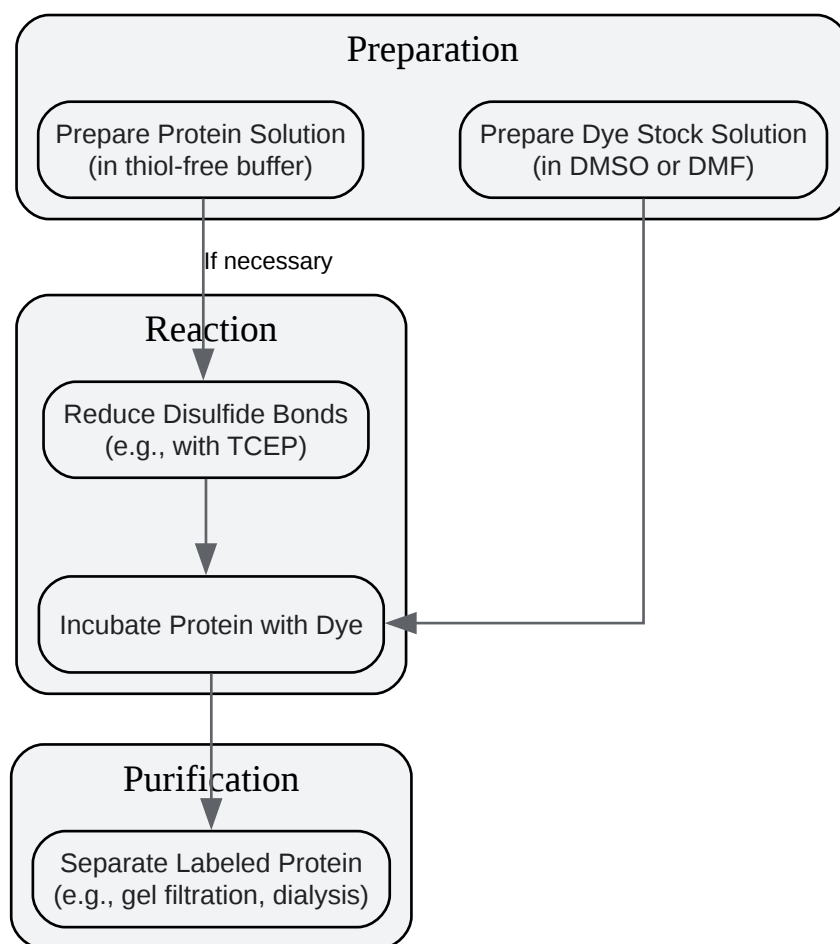 Preparation
Prepare Protein Solution
(in thiol-free buffer)
Prepare Dye Stock Solution
(in DMSO or DMF)
If necessary
Reaction
Reduce Disulfide Bonds
(e.g., with TCEP)
Incubate Protein with Dye
Purification
Separate Labeled Protein
(e.g., gel filtration, dialysis)